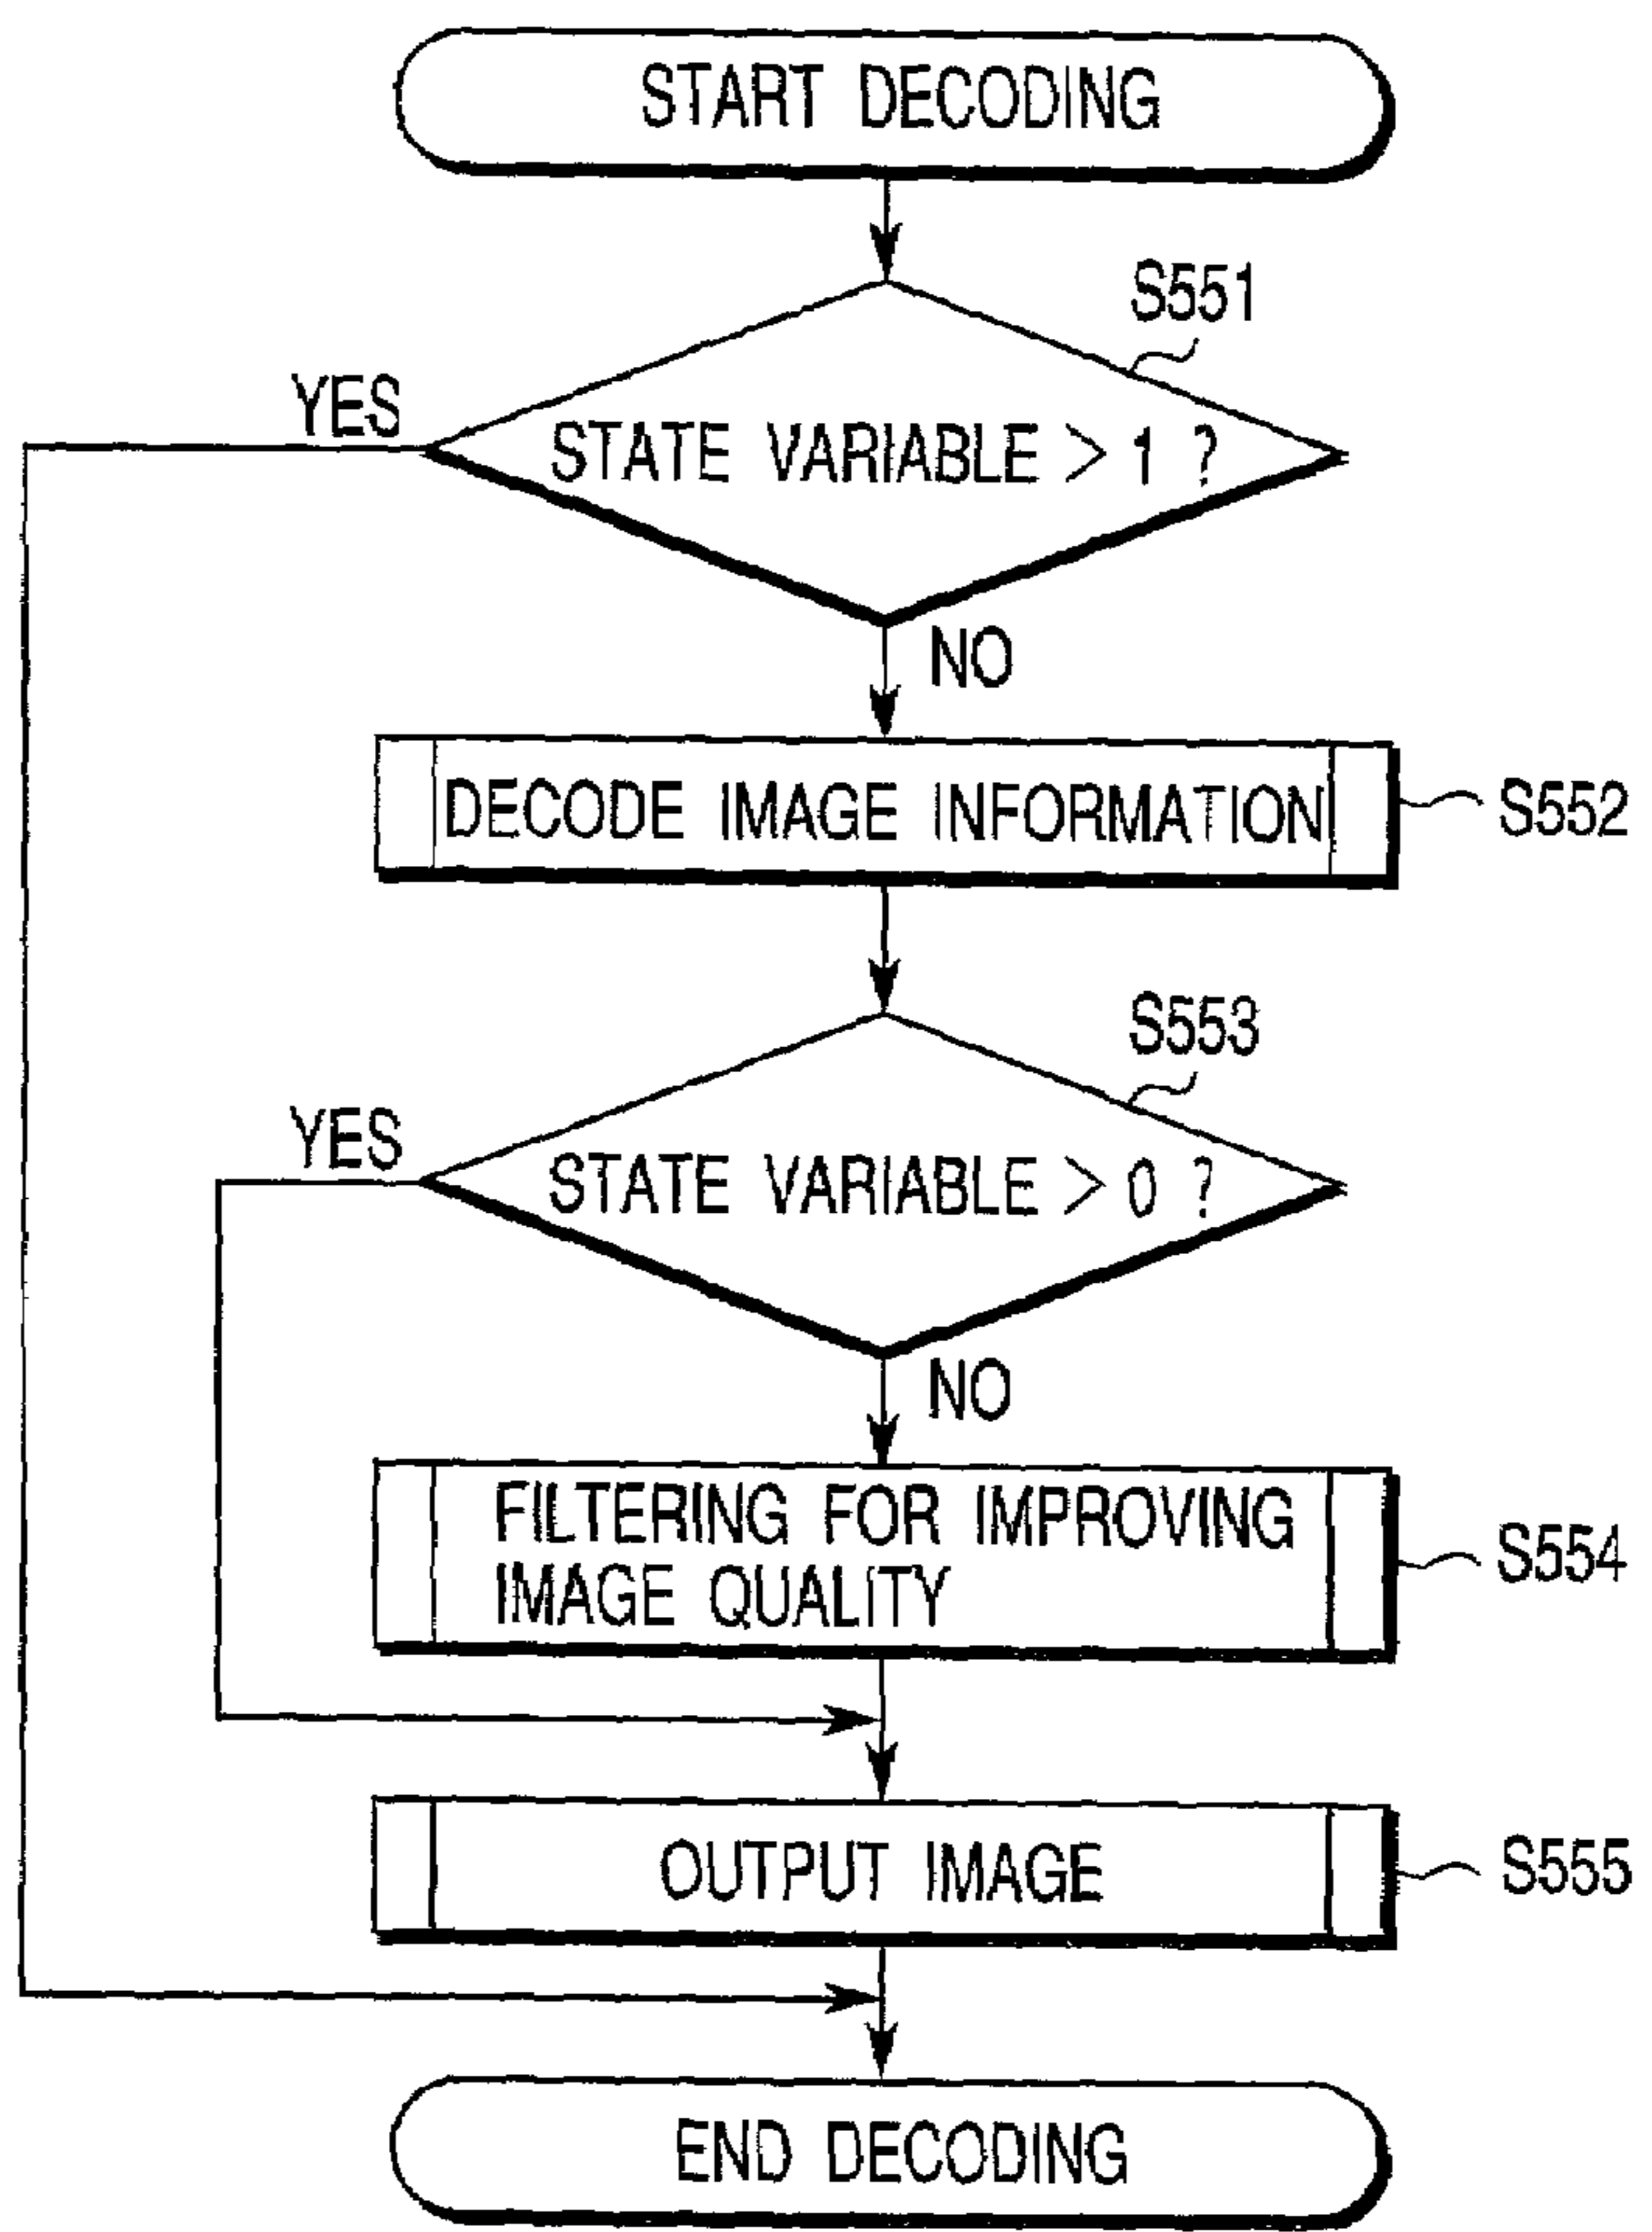 START DECODING
S551
YES
STATE VARIABLE > 1 ?
NO
DECODE IMAGE INFORMATION
S552
S553
YES
STATE VARIABLE > 0 ?
NO
FILTERING FOR IMPROVING
IMAGE QUALITY
S554
OUTPUT IMAGE
S555
END DECODING